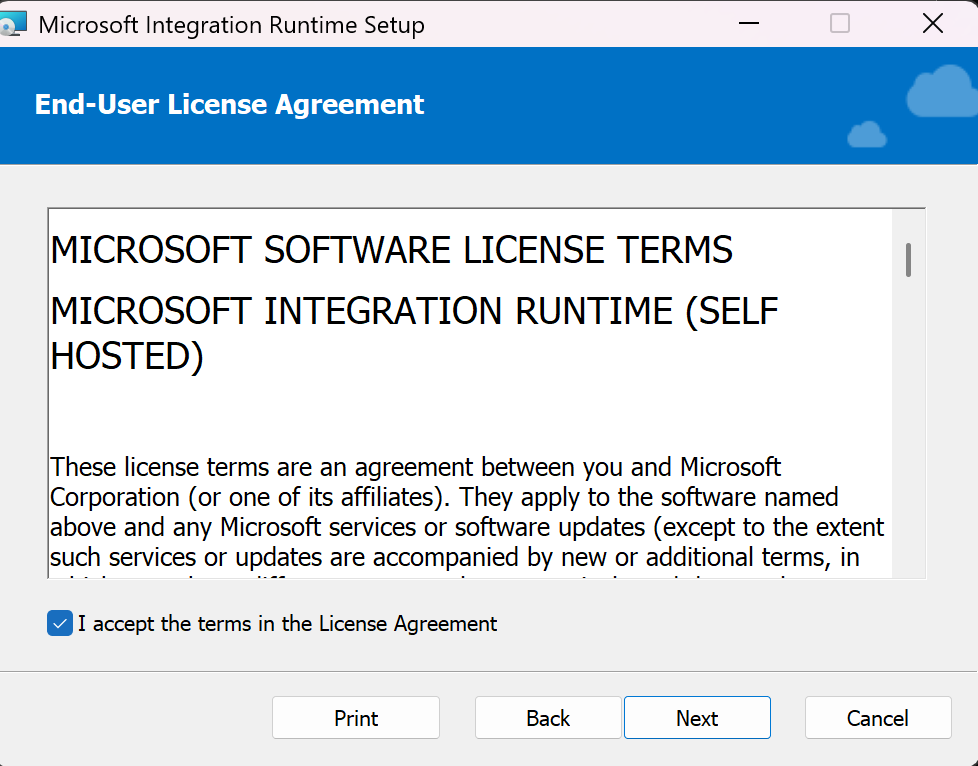 Microsoft Integration Runtime Setup
End-User License Agreement
MICROSOFT SOFTWARE LICENSE TERMS
MICROSOFT INTEGRATION RUNTIME (SELF
HOSTED)
These license terms are an agreement between you and Microsoft
Corporation (or one of its affiliates). They apply to the software named
above and any Microsoft services or software updates (except to the extent
such services or updates are accompanied by new or additional terms, in
I accept the terms in the License Agreement
Print
Back
Next
Cancel